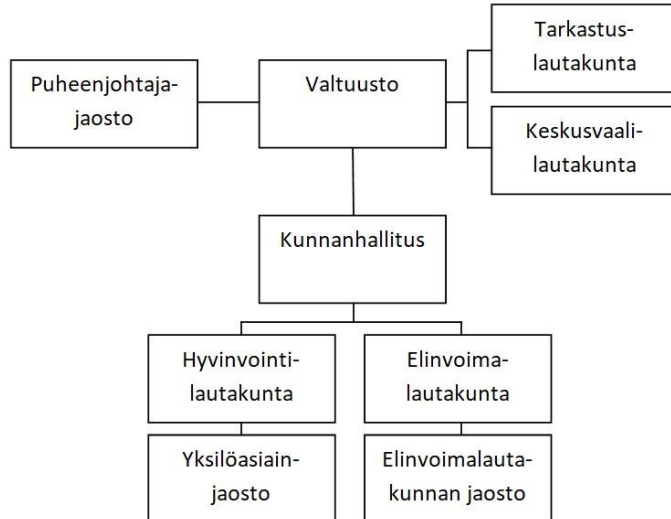 Tarkastus-
lautakunta
Puheenjohtaja-
jaosto
Valtuusto
Keskusvaali-
lautakunta
Kunnanhallitus
Hyvinvointi-
lautakunta
Elinvoima-
lautakunta
Yksilöasiain-
jaosto
Elinvoimalauta-
kunnan jaosto